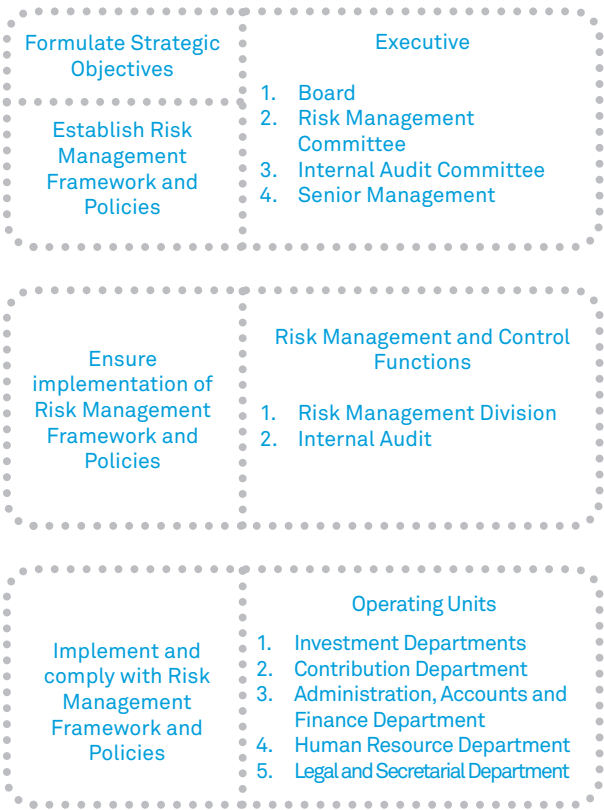 Formulate Strategic
Objectives
Establish Risk
Management
Framework and
Policies
Executive
1. Board
2. Risk Management
Committee
3. Internal Audit Committee
4. Senior Management
Ensure
implementation of
Risk Management
Framework and
Policies
Risk Management and Control
Functions
1. Risk Management Division
2. Internal Audit
Implement and
comply with Risk
Management
Framework and
Policies
Operating Units
1. Investment Departments
2. Contribution Department
3. Administration, Accounts and
Finance Department
4. Human Resource Department
5. Legal and Secretarial Department